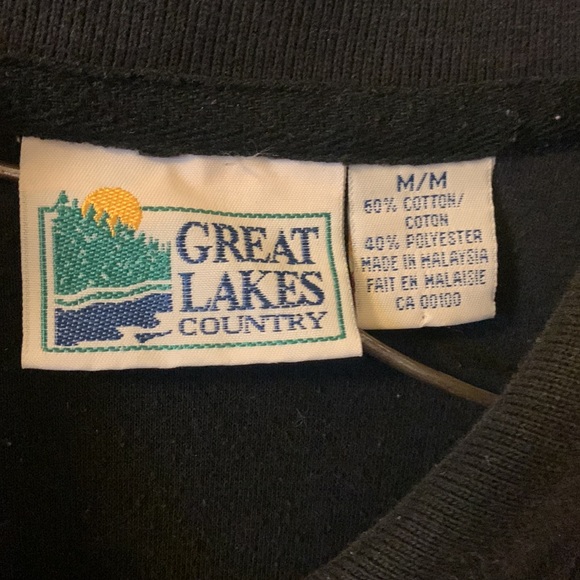 GREAT
LAKES
COUNTRY
M/M
60% COTTON/
COTON
40% POLYESTER
MADE IN MALAYSIA
FAIT EN MALAISIE
CA 00100